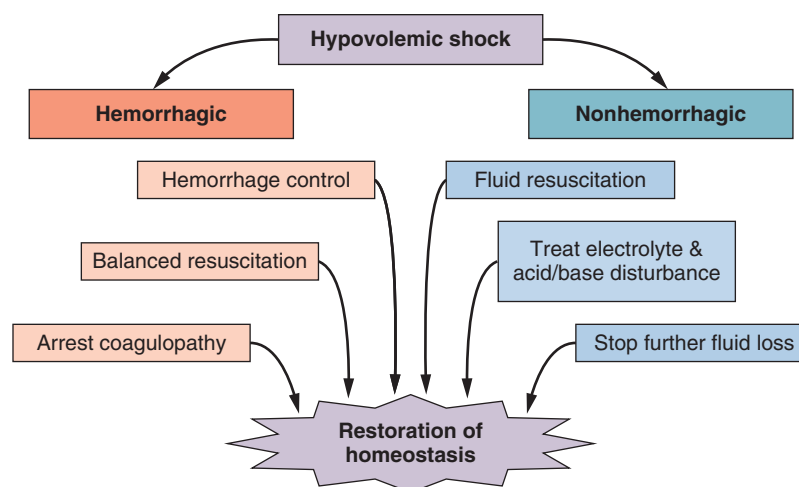 Hypovolemic shock
Hemorrhagic
Nonhemorrhagic
Hemorrhage control
Fluid resuscitation
Balanced resuscitation
Treat electrolyte &
acid/base disturbance
Arrest coagulopathy
Stop further fluid loss
Restoration of
homeostasis